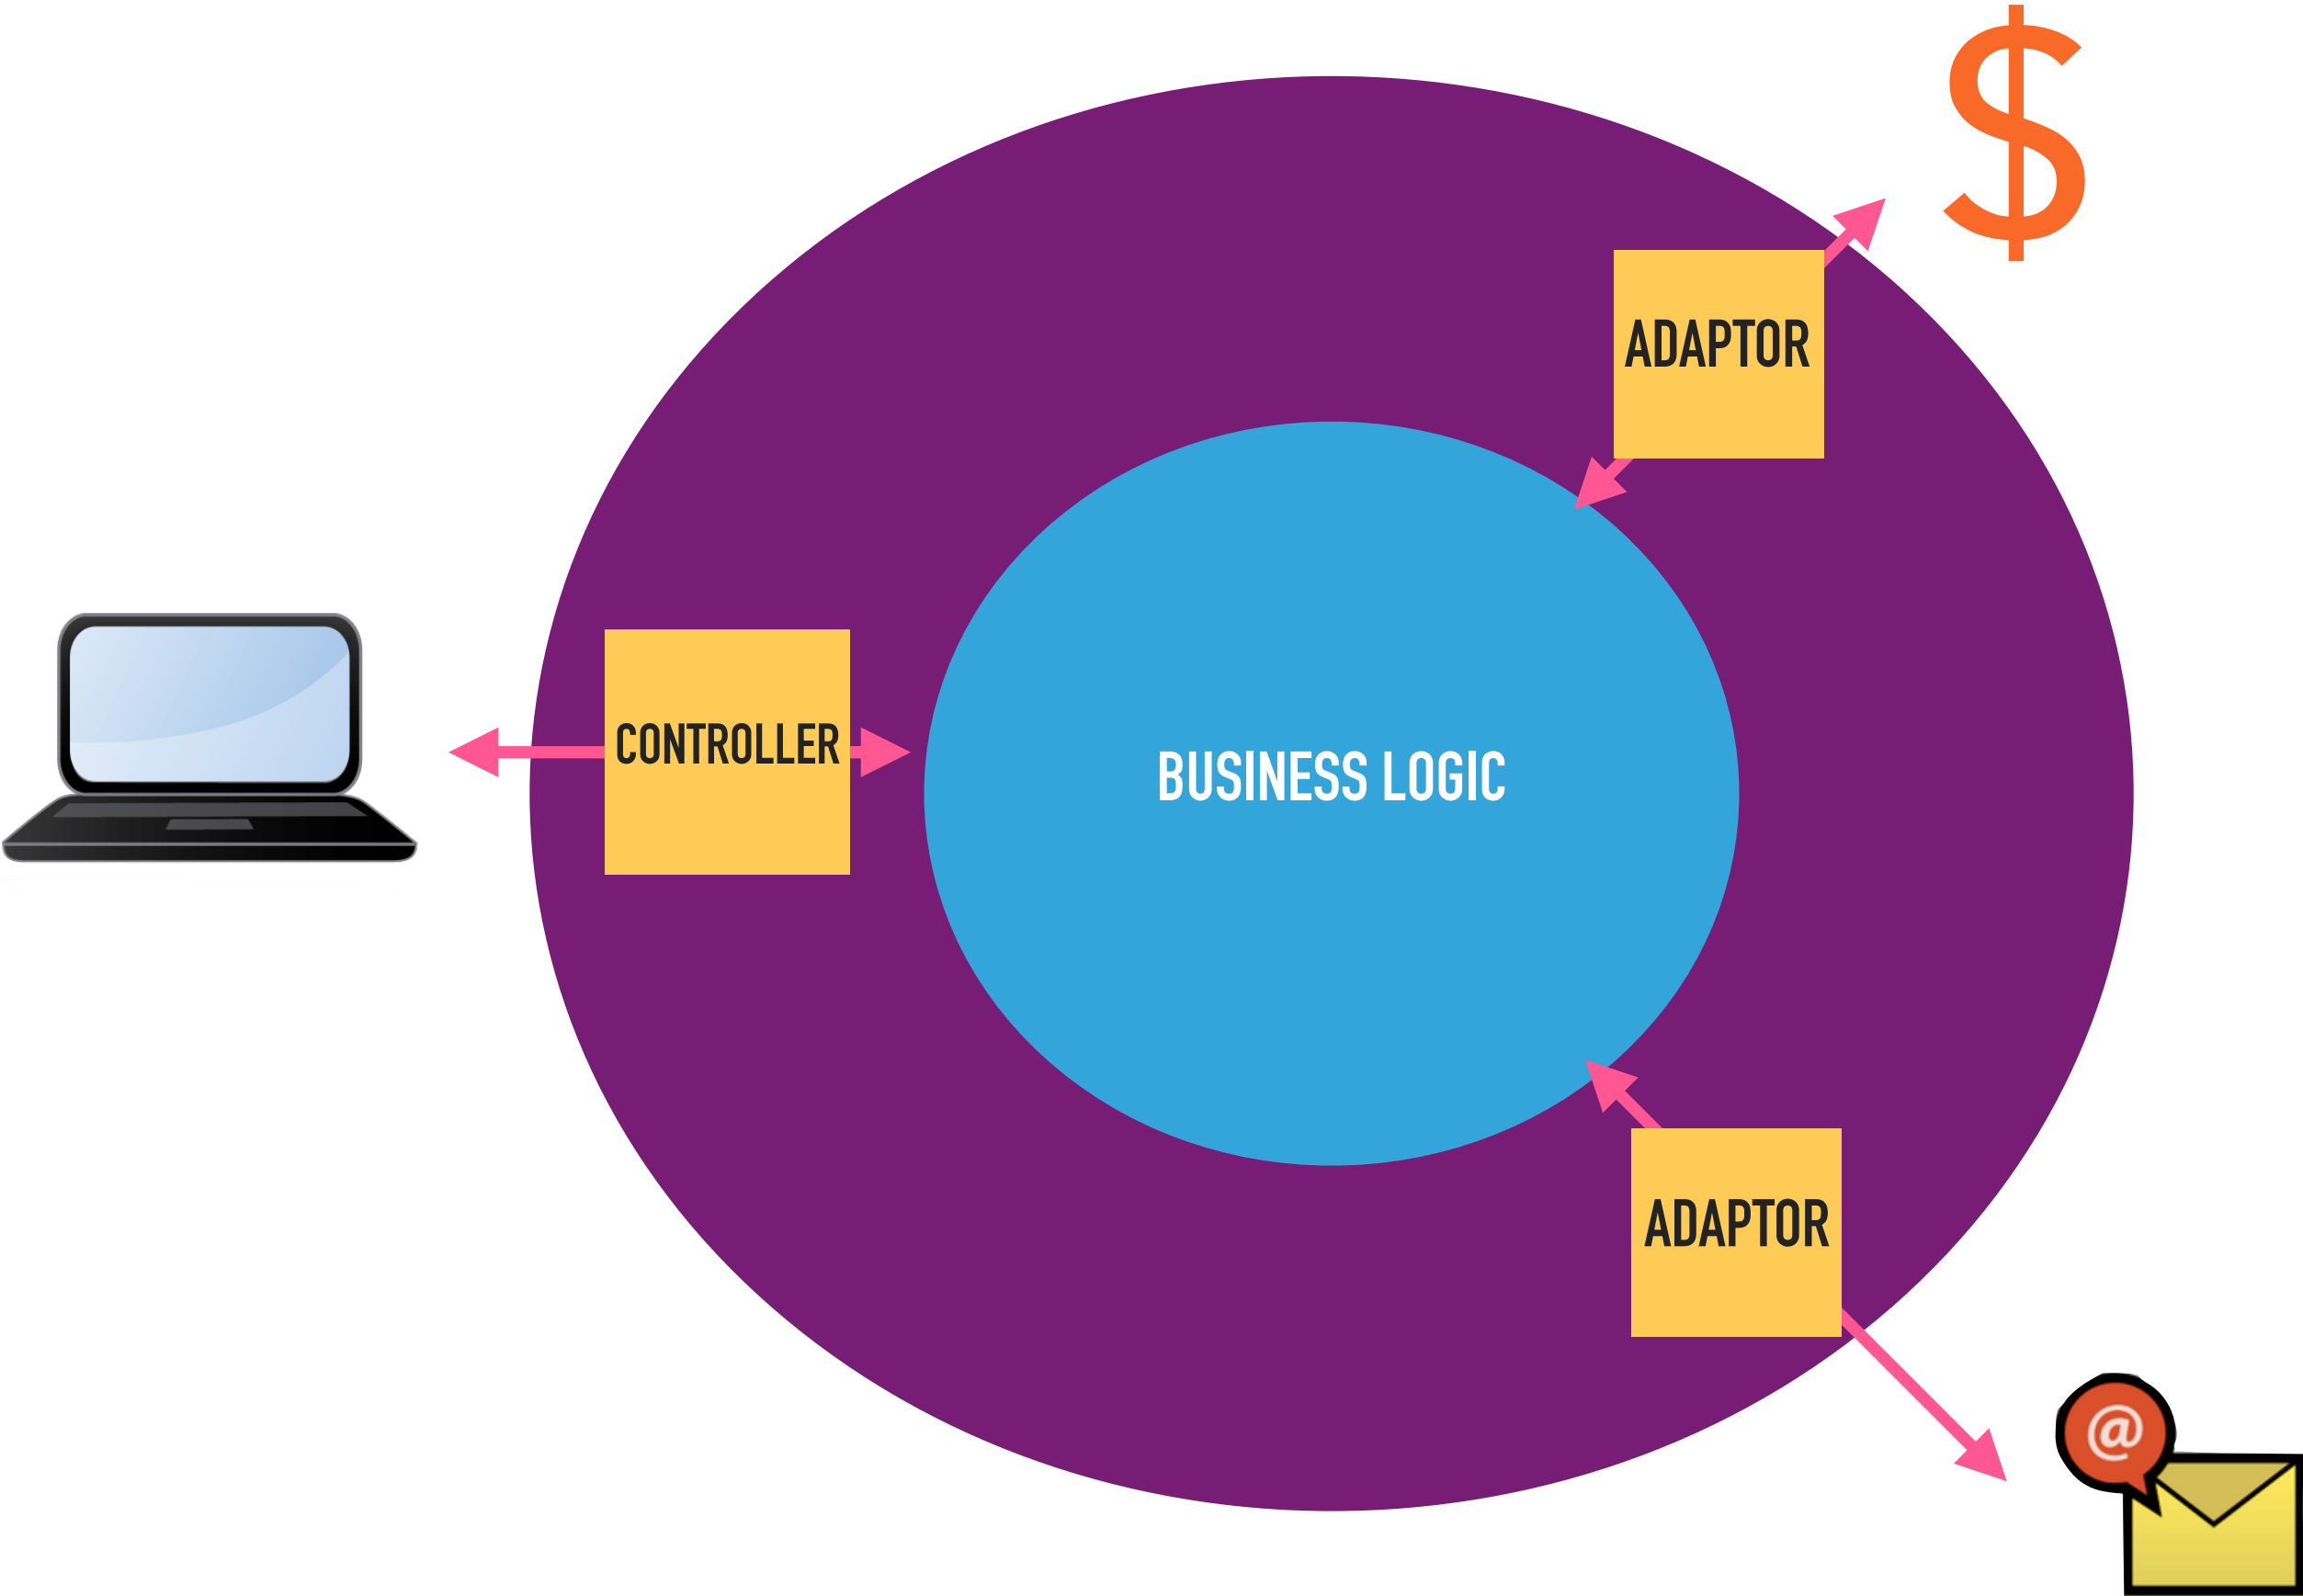 $
ADAPTOR
CONTROLLER
BUSINESS LOGIC
ADAPTOR
@